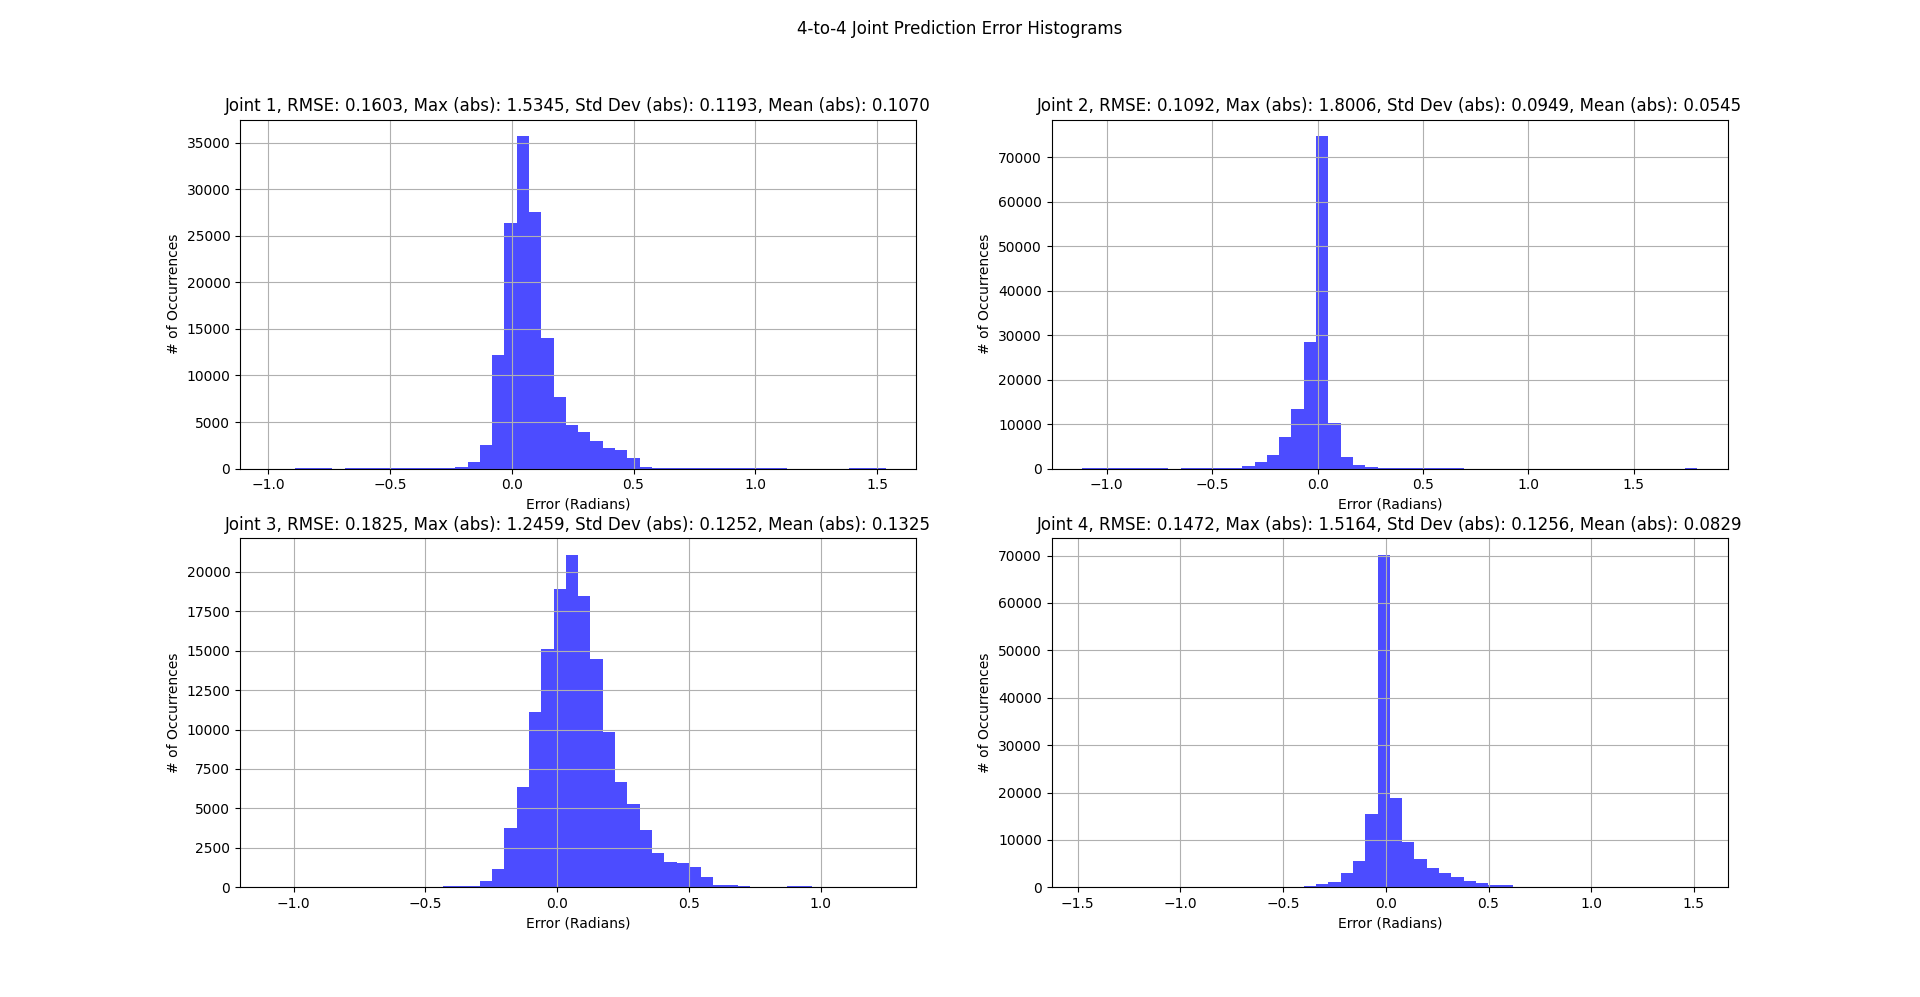 4-to-4 Joint Prediction Error Histograms
Joint 1, RMSE: 0.1603, Max (abs): 1.5345, Std Dev (abs): 0.1193, Mean (abs): 0.1070
35000
30000
25000
20000
15000
10000
5000
0
# of Occurrences
−1.0 −0.5 0.0 0.5 1.0 1.5
Error (Radians)
Joint 2, RMSE: 0.1092, Max (abs): 1.8006, Std Dev (abs): 0.0949, Mean (abs): 0.0545
70000
60000
50000
40000
30000
20000
10000
0
# of Occurrences
−1.0 −0.5 0.0 0.5 1.0 1.5
Error (Radians)
Joint 3, RMSE: 0.1825, Max (abs): 1.2459, Std Dev (abs): 0.1252, Mean (abs): 0.1325
20000
17500
15000
12500
10000
7500
5000
2500
0
# of Occurrences
−1.0 −0.5 0.0 0.5 1.0
Error (Radians)
Joint 4, RMSE: 0.1472, Max (abs): 1.5164, Std Dev (abs): 0.1256, Mean (abs): 0.0829
70000
60000
50000
40000
30000
20000
10000
0
# of Occurrences
−1.5 −1.0 −0.5 0.0 0.5 1.0 1.5
Error (Radians)